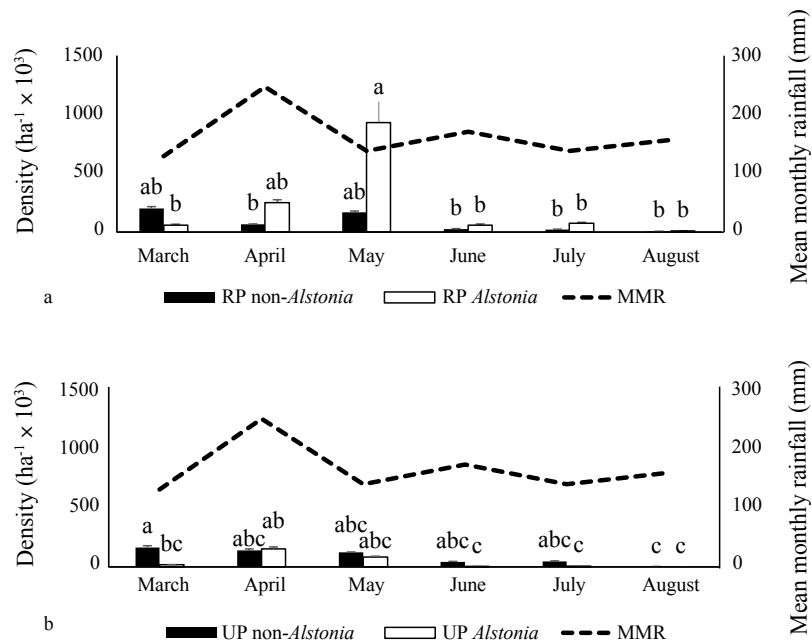 1500
1000
500
0
Density (ha⁻¹ × 10³)
300
200
100
0
Mean monthly rainfall (mm)
ab b b ab ab a b b b b b b
March April May June July August
a
RP non-Alstonia RP Alstonia MMR
1500
1000
500
0
Density (ha⁻¹ × 10³)
300
200
100
0
Mean monthly rainfall (mm)
a bc abc ab abc abc abc c abc c c c
March April May June July August
b
UP non-Alstonia UP Alstonia MMR